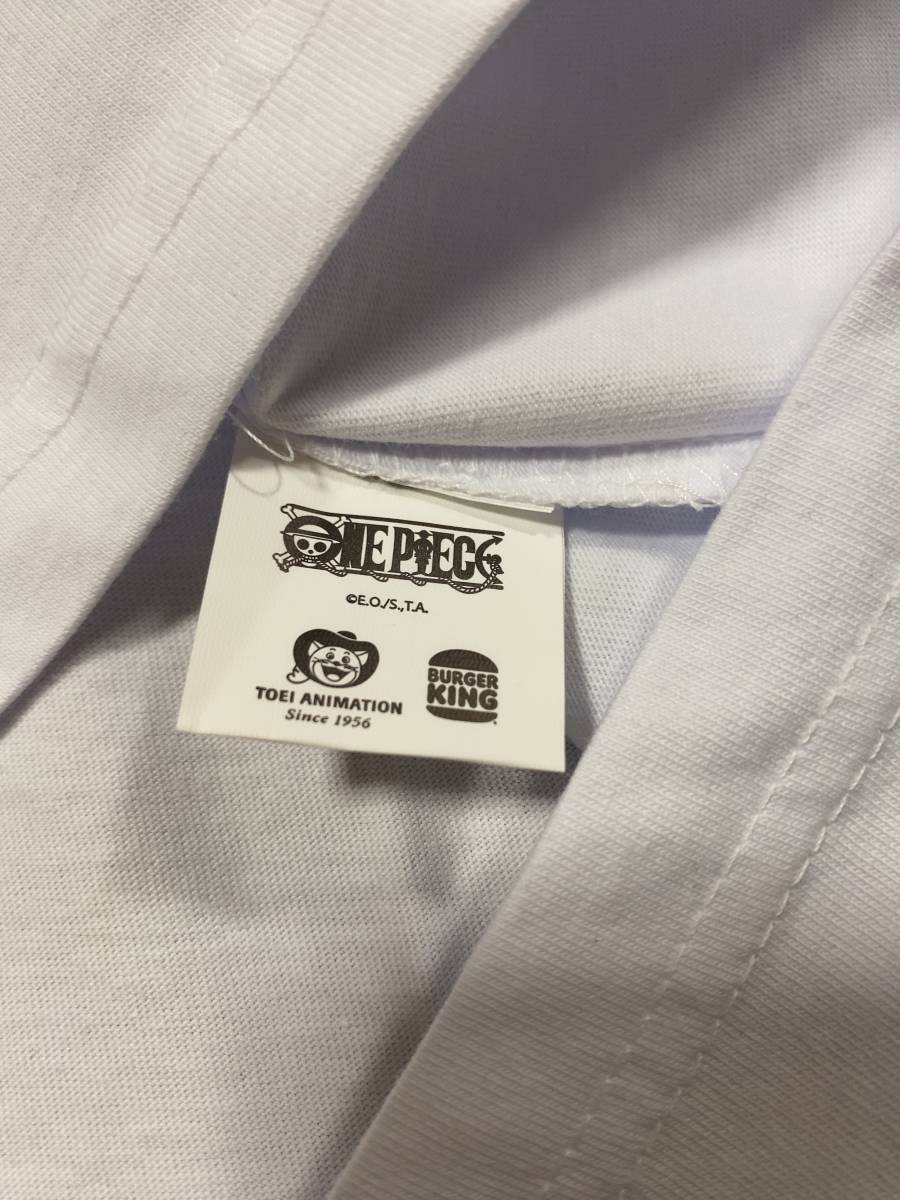 ONE PIECE
©E.O./S.,T.A.
TOEI ANIMATION
Since 1956
BURGER
KING